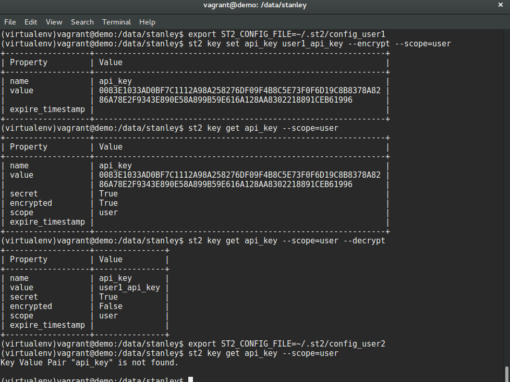 vagrant@demo: /data/stanley
File Edit View Search Terminal Help
(virtualenv)vagrant@demo:/data/stanley$ export ST2_CONFIG_FILE=~/.st2/config_user1
(virtualenv)vagrant@demo:/data/stanley$ st2 key set api_key user1_api_key --encrypt --scope=user
+-----------------+--------------------------------------------------------------+
| Property | Value |
+-----------------+--------------------------------------------------------------+
| name | api_key |
| value | 0083E1033AD0BF7C1112A98A258276DF09F4B8C5E73F0F6D19C8B8378A82 |
| | 86A78E2F9343E890E58A899B59E616A128AA8302218891CEB61996 |
| expire_timestamp | |
+-----------------+--------------------------------------------------------------+
(virtualenv)vagrant@demo:/data/stanley$ st2 key get api_key --scope=user
+-----------------+--------------------------------------------------------------+
| Property | Value |
+-----------------+--------------------------------------------------------------+
| name | api_key |
| value | 0083E1033AD0BF7C1112A98A258276DF09F4B8C5E73F0F6D19C8B8378A82 |
| | 86A78E2F9343E890E58A899B59E616A128AA8302218891CEB61996 |
| secret | True |
| encrypted | True |
| scope | user |
| expire_timestamp | |
+-----------------+--------------------------------------------------------------+
(virtualenv)vagrant@demo:/data/stanley$ st2 key get api_key --scope=user --decrypt
+-----------------+---------------+
| Property | Value |
+-----------------+---------------+
| name | api_key |
| value | user1_api_key |
| secret | True |
| encrypted | False |
| scope | user |
| expire_timestamp | |
+-----------------+---------------+
(virtualenv)vagrant@demo:/data/stanley$ export ST2_CONFIG_FILE=~/.st2/config_user2
(virtualenv)vagrant@demo:/data/stanley$ st2 key get api_key --scope=user
Key Value Pair "api_key" is not found.
(virtualenv)vagrant@demo:/data/stanley$